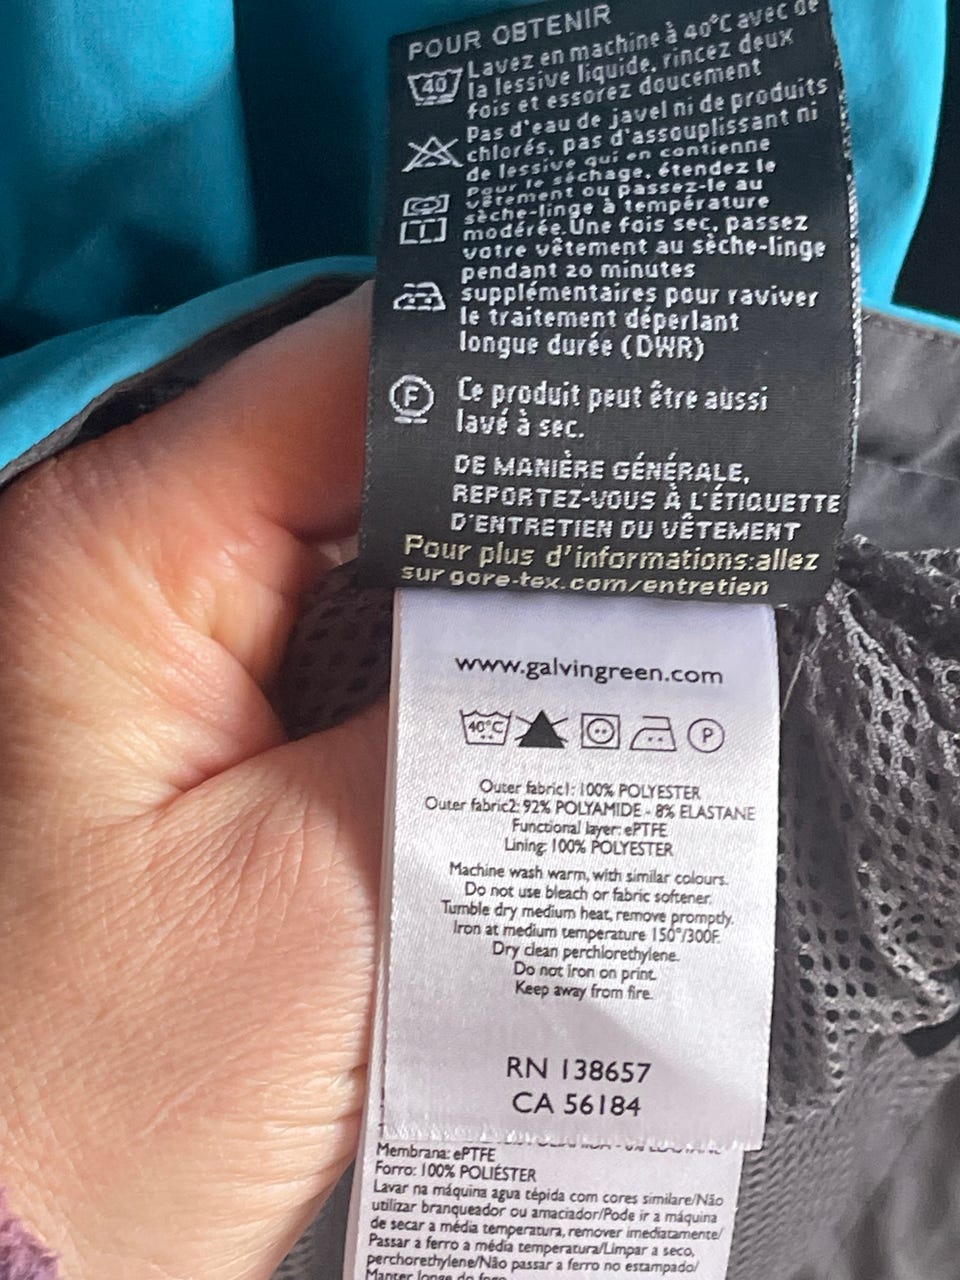 POUR OBTENIR
40
Lavez en machine à 40°C avec de
la lessive liquide, rincez deux
fois et essorez doucement
Pas d'eau de javel ni de produits
chlorés, pas d'assouplissant ni
de lessive qui en contienne
Pour le séchage, étendez le
vêtement ou passez-le au
sèche-linge à température
modérée.Une fois sec, passez
votre vêtement au sèche-linge
pendant 20 minutes
supplémentaires pour raviver
le traitement déperlant
longue durée (DWR)
F
Ce produit peut être aussi
lavé à sec.
DE MANIÈRE GÉNÉRALE,
REPORTEZ-VOUS À L'ÉTIQUETTE
D'ENTRETIEN DU VÊTEMENT
Pour plus d'informations:allez
sur gore-tex.com/entretien
www.galvingreen.com
40°C P
Outer fabric1: 100% POLYESTER
Outer fabric2: 92% POLYAMIDE - 8% ELASTANE
Functional layer: ePTFE
Lining: 100% POLYESTER
Machine wash warm, with similar colours.
Do not use bleach or fabric softener.
Tumble dry medium heat, remove promptly.
Iron at medium temperature 150°/300F.
Dry clean perchlorethylene.
Do not iron on print.
Keep away from fire.
RN 138657
CA 56184
Membrana: ePTFE
Forro: 100% POLIÉSTER
Lavar na máquina agua tépida com cores similare/Não
utilizar branqueador ou amaciador/Pode ir a máquina
de secar a média temperatura, remover imediatamente/
Passar a ferro a média temperatura/Limpar a seco,
perchorethylene/Não passar a ferro no estampado/
Manter longe do fogo